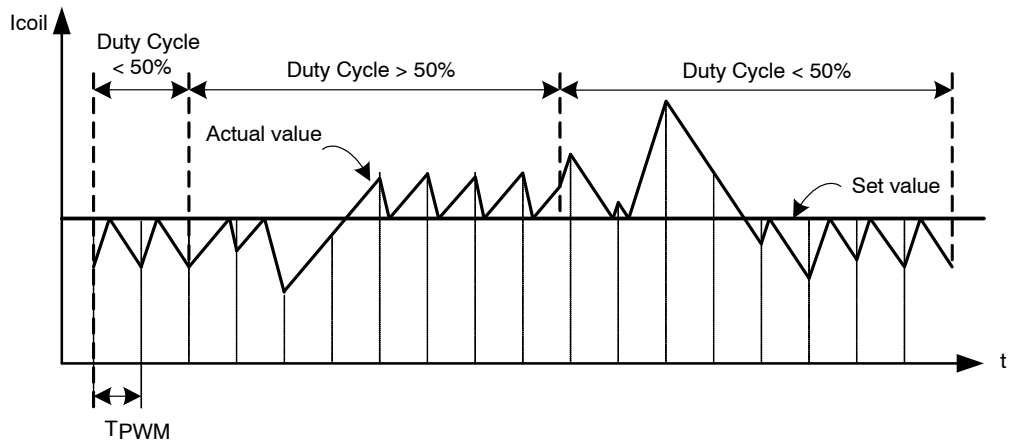 Icoil
Duty Cycle
< 50%
Duty Cycle > 50%
Duty Cycle < 50%
Actual value
Set value
t
TPWM